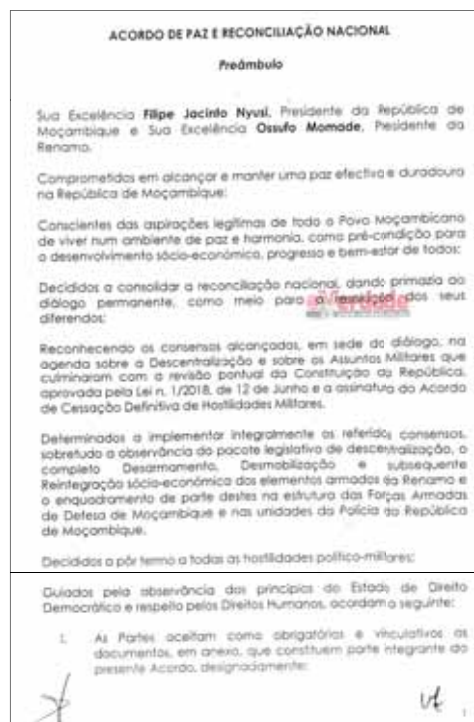 ACORDO DE PAZ E RECONCILIAÇÃO NACIONAL
Preâmbulo
Sua Excelência Filipe Jacinto Nyusi, Presidente da República de
Moçambique e Sua Excelência Ossufo Momade, Presidente da
Renamo,
Comprometidos em alcançar e manter uma paz efectiva e duradoura
na República de Moçambique;
Conscientes das aspirações legítimas de todo o Povo Moçambicano
de viver num ambiente de paz e harmonia, como pré-condição para
o desenvolvimento sócio-económico, progresso e bem-estar de todos;
Decididos a consolidar a reconciliação nacional, dando primazia ao
diálogo permanente, como meio para a resolução dos seus
diferendos;
@Verdade
Reconhecendo os consensos alcançados, em sede do diálogo, na
agenda sobre a Descentralização e sobre os Assuntos Militares que
culminaram com a revisão pontual da Constituição da República,
aprovada pela Lei n. 1/2018, de 12 de Junho e a assinatura do Acordo
de Cessação Definitiva de Hostilidades Militares,
Determinados a implementar integralmente os referidos consensos,
sobretudo a observância do pacote legislativo de descentralização, o
completo Desarmamento, Desmobilização e subsequente
Reintegração sócio-económica dos elementos armados da Renamo e
o enquadramento de parte destes na estrutura das Forças Armadas
de Defesa de Moçambique e nas unidades da Polícia da República
de Moçambique,
Decididos a pôr termo a todas as hostilidades político-militares;
Guiados pela observância dos princípios do Estado de Direito
Democrático e respeito pelos Direitos Humanos, acordam o seguinte:
1. As Partes aceitam como obrigatórios e vinculativos os
documentos, em anexo, que constituem parte integrante do
presente Acordo, designadamente:
1